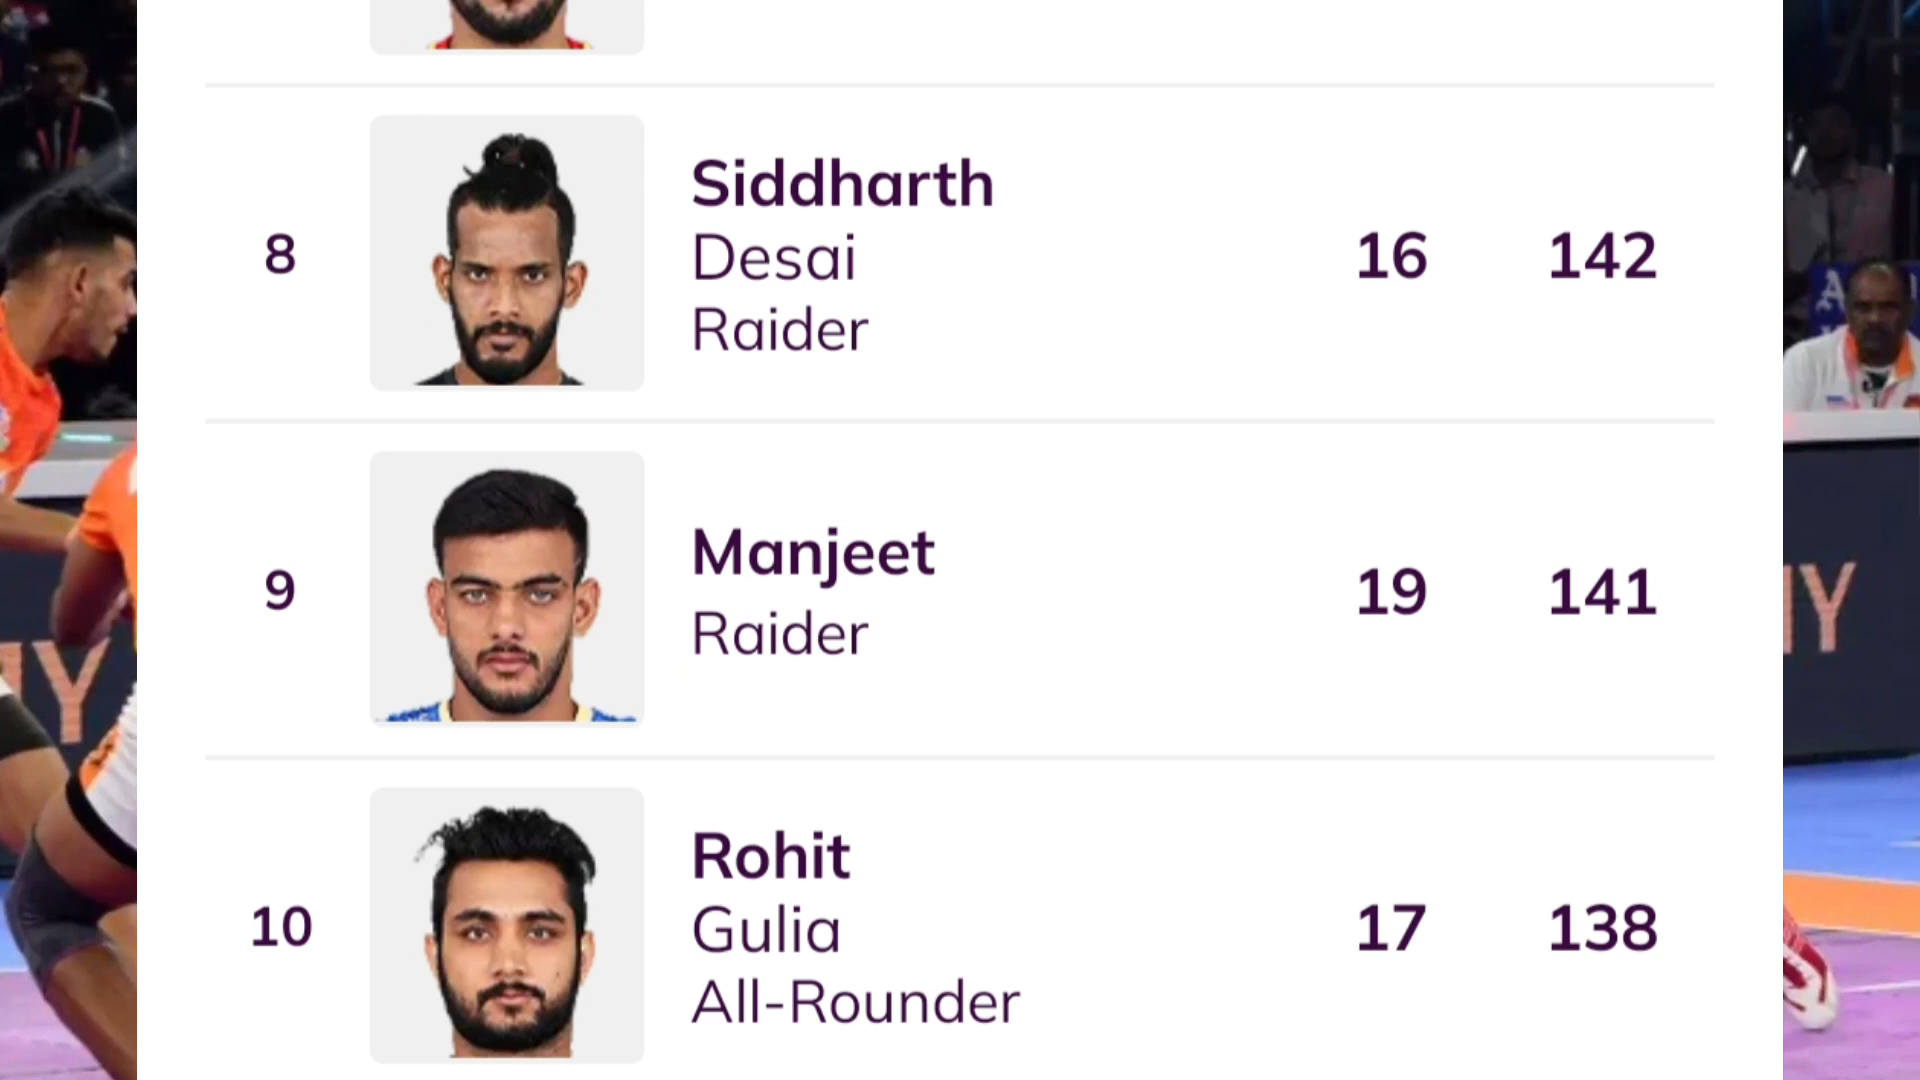 8
Siddharth
Desai
Raider
16 142
9
Manjeet
Raider
19 141
10
Rohit
Gulia
All-Rounder
17 138